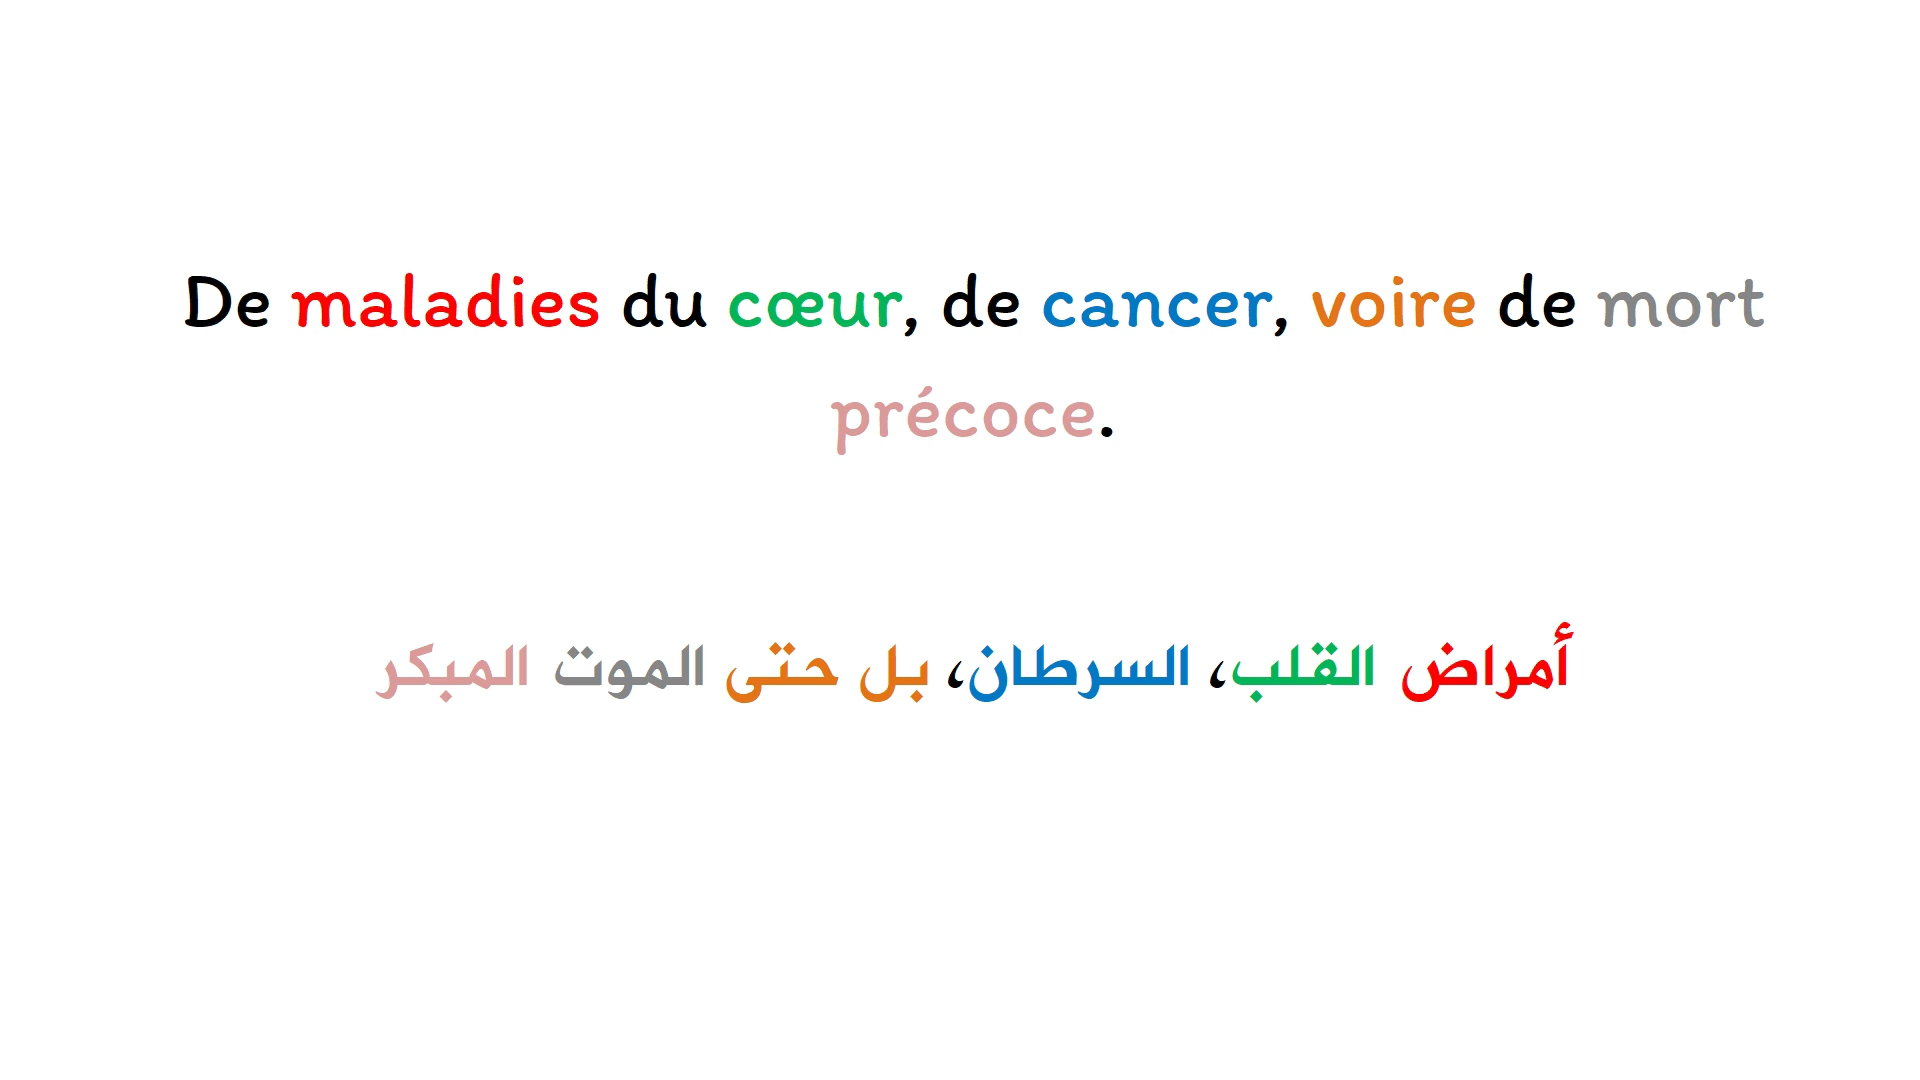 De maladies du cœur, de cancer, voire de mort
précoce.
أمراض القلب، السرطان، بل حتى الموت المبكر